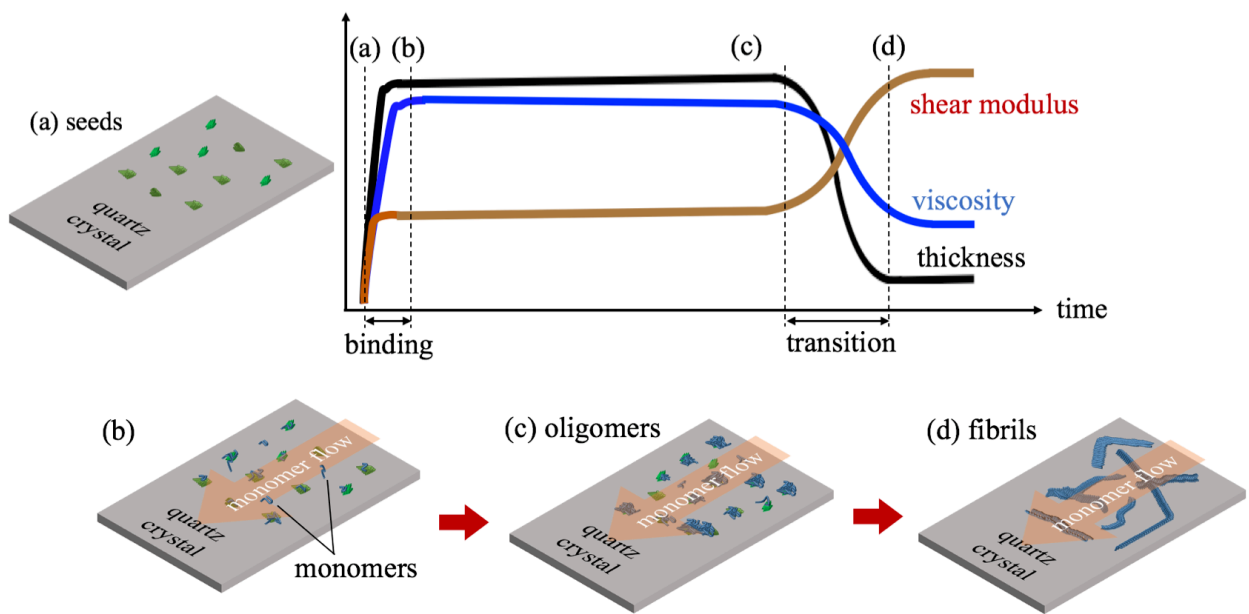 (a) (b) (c) (d)
(a) seeds
quartz
crystal
shear modulus
viscosity
thickness
time
binding
transition
(b)
monomer flow
quartz
crystal
monomers
(c) oligomers
monomer flow
quartz
crystal
(d) fibrils
monomer flow
quartz
crystal